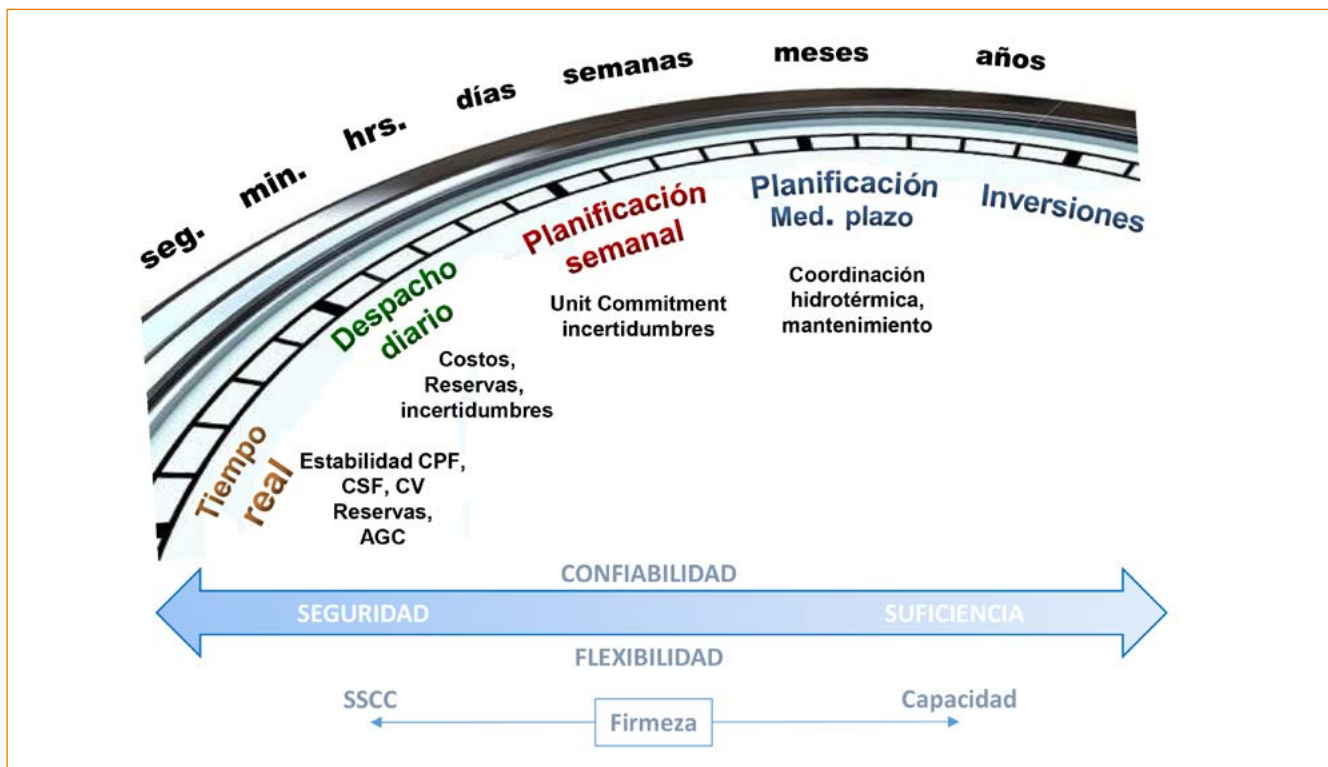 seg. min. hrs. días semanas meses años
Tiempo
real
Estabilidad CPF,
CSF, CV
Reservas,
AGC
Despacho
diario
Costos,
Reservas,
incertidumbres
Planificación
semanal
Unit Commitment
incertidumbres
Planificación
Med. plazo
Coordinación
hidrotérmica,
mantenimiento
Inversiones
CONFIABILIDAD
SEGURIDAD SUFICIENCIA
FLEXIBILIDAD
SSCC Firmeza Capacidad